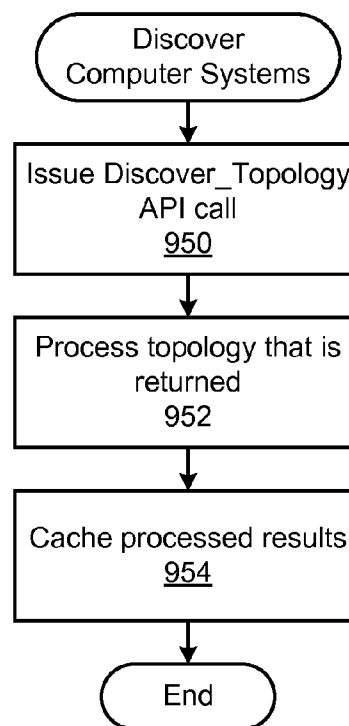 Discover
Computer Systems
Issue Discover_Topology
API call
950
Process topology that is
returned
952
Cache processed results
954
End